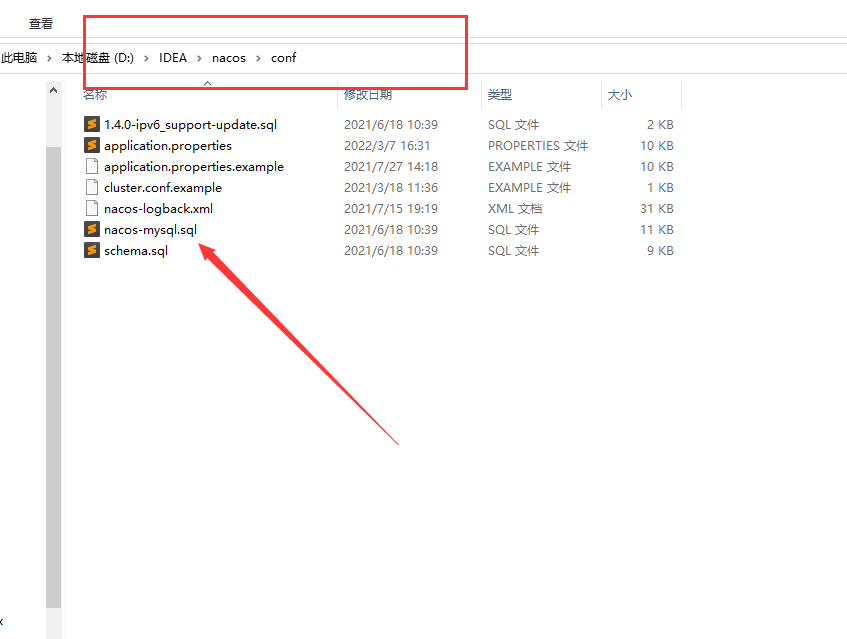 查看
此电脑 › 本地磁盘 (D:) › IDEA › nacos › conf
名称 修改日期 类型 大小
1.4.0-ipv6_support-update.sql 2021/6/18 10:39 SQL 文件 2 KB
application.properties 2022/3/7 16:31 PROPERTIES 文件 10 KB
application.properties.example 2021/7/27 14:18 EXAMPLE 文件 10 KB
cluster.conf.example 2021/3/18 11:36 EXAMPLE 文件 1 KB
nacos-logback.xml 2021/7/15 19:19 XML 文档 31 KB
nacos-mysql.sql 2021/6/18 10:39 SQL 文件 11 KB
schema.sql 2021/6/18 10:39 SQL 文件 9 KB